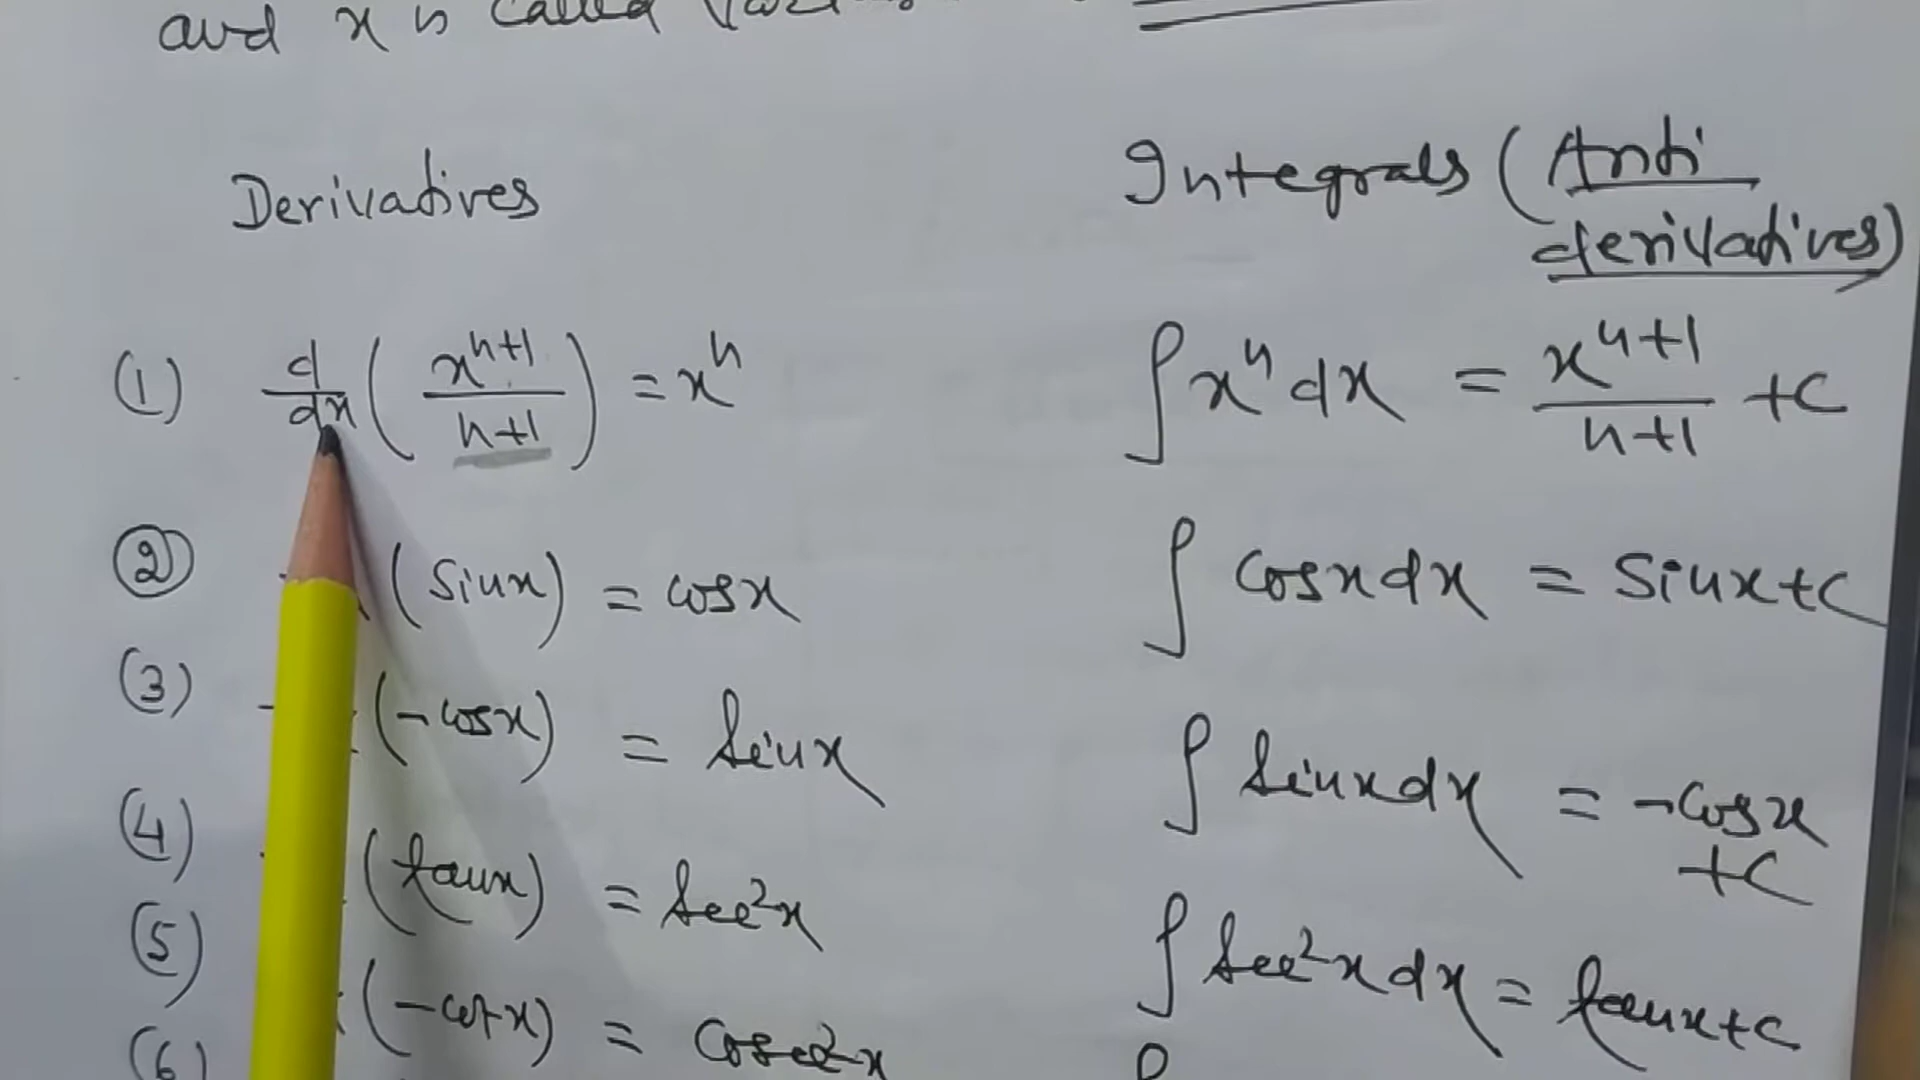 and x is called
Derivatives
Integrals (Anti
derivatives)
(1) d/dx ( x^{n+1}/n+1 ) = x^n
∫ x^n dx = x^{n+1}/n+1 + C
(2) (sinx) = cosx
∫ cosx dx = sinx + C
(3) (-cosx) = sinx
∫ sinx dx = -cosx
+C
(4) (tanx) = sec²x
∫ sec²x dx = tanx + C
(5) (-cotx) = cosec²x
(6)